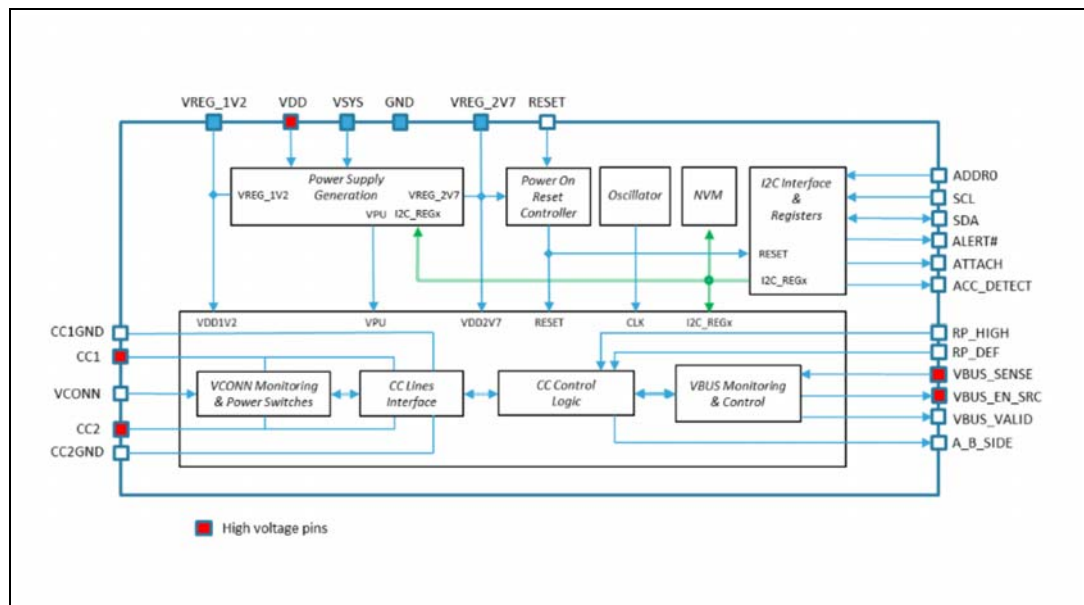 VREG_1V2
VDD
VSYS
GND
VREG_2V7
RESET
Power Supply
Generation
VREG_1V2
VREG_2V7
VPU
I2C_REGx
Power On
Reset
Controller
Oscillator
NVM
I2C Interface
&
Registers
RESET
I2C_REGx
ADDR0
SCL
SDA
ALERT#
ATTACH
ACC_DETECT
VDD1V2
VPU
VDD2V7
RESET
CLK
I2C_REGx
CC1GND
CC1
VCONN
CC2
CC2GND
VCONN Monitoring
& Power Switches
CC Lines
Interface
CC Control
Logic
VBUS Monitoring
& Control
RP_HIGH
RP_DEF
VBUS_SENSE
VBUS_EN_SRC
VBUS_VALID
A_B_SIDE
High voltage pins